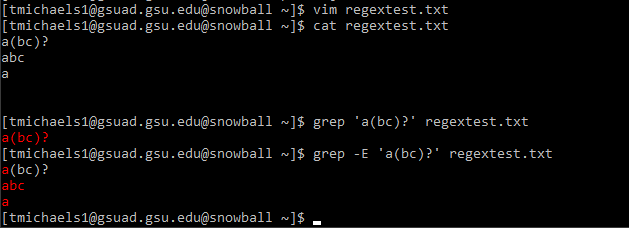 [tmichaels1@gsuad.gsu.edu@snowball ~]$ vim regextest.txt
[tmichaels1@gsuad.gsu.edu@snowball ~]$ cat regextest.txt
a(bc)?
abc
a
[tmichaels1@gsuad.gsu.edu@snowball ~]$ grep 'a(bc)?' regextest.txt
a(bc)?
[tmichaels1@gsuad.gsu.edu@snowball ~]$ grep -E 'a(bc)?' regextest.txt
a(bc)?
abc
a
[tmichaels1@gsuad.gsu.edu@snowball ~]$